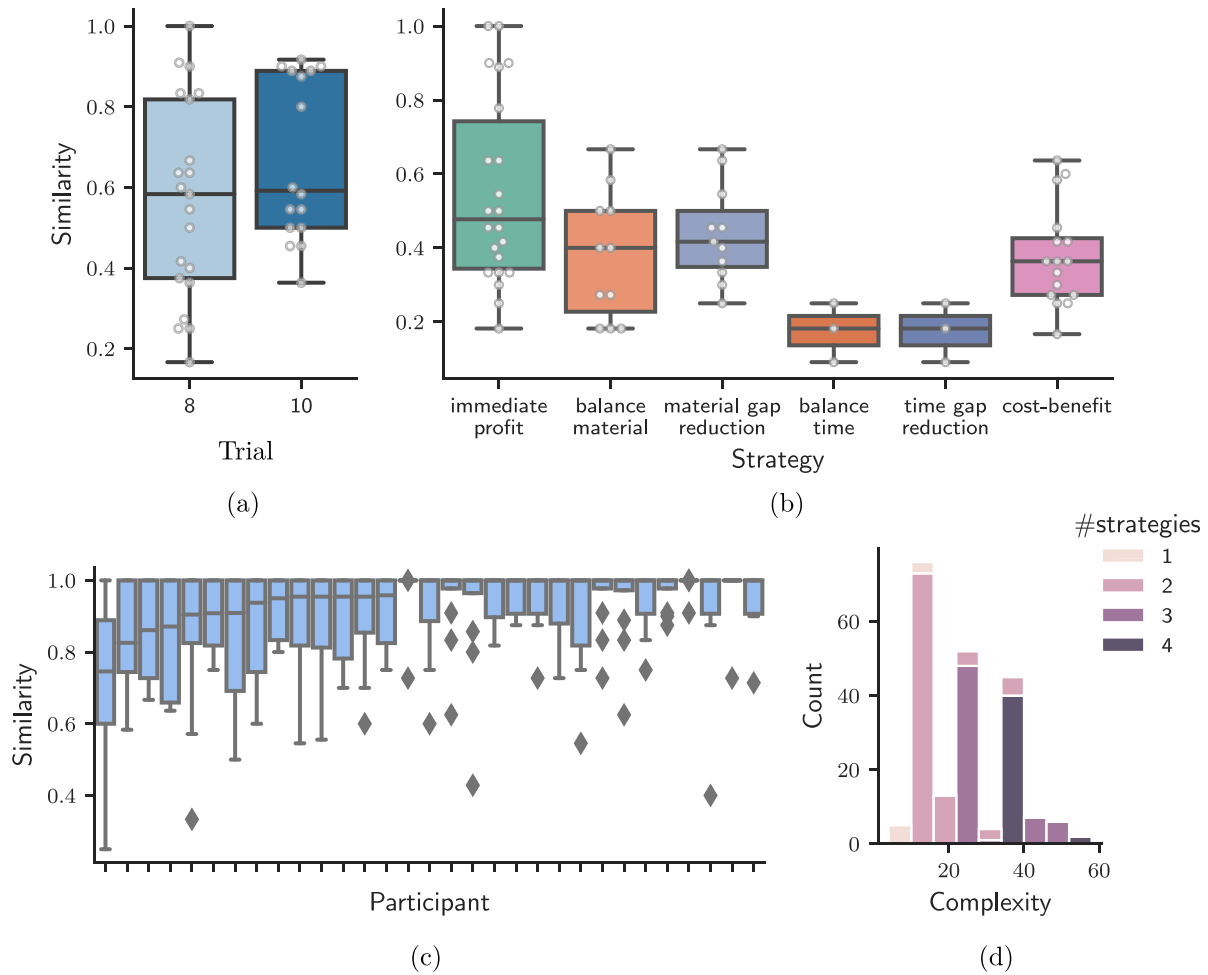 1.0
0.8
0.6
0.4
0.2
Similarity
8
10
Trial
(a)
1.0
0.8
0.6
0.4
0.2
immediate profit
balance material
material gap reduction
balance time
time gap reduction
cost-benefit
Strategy
(b)
1.0
0.8
0.6
0.4
Similarity
Participant
(c)
#strategies
1
2
3
4
60
40
20
0
Count
20
40
60
Complexity
(d)